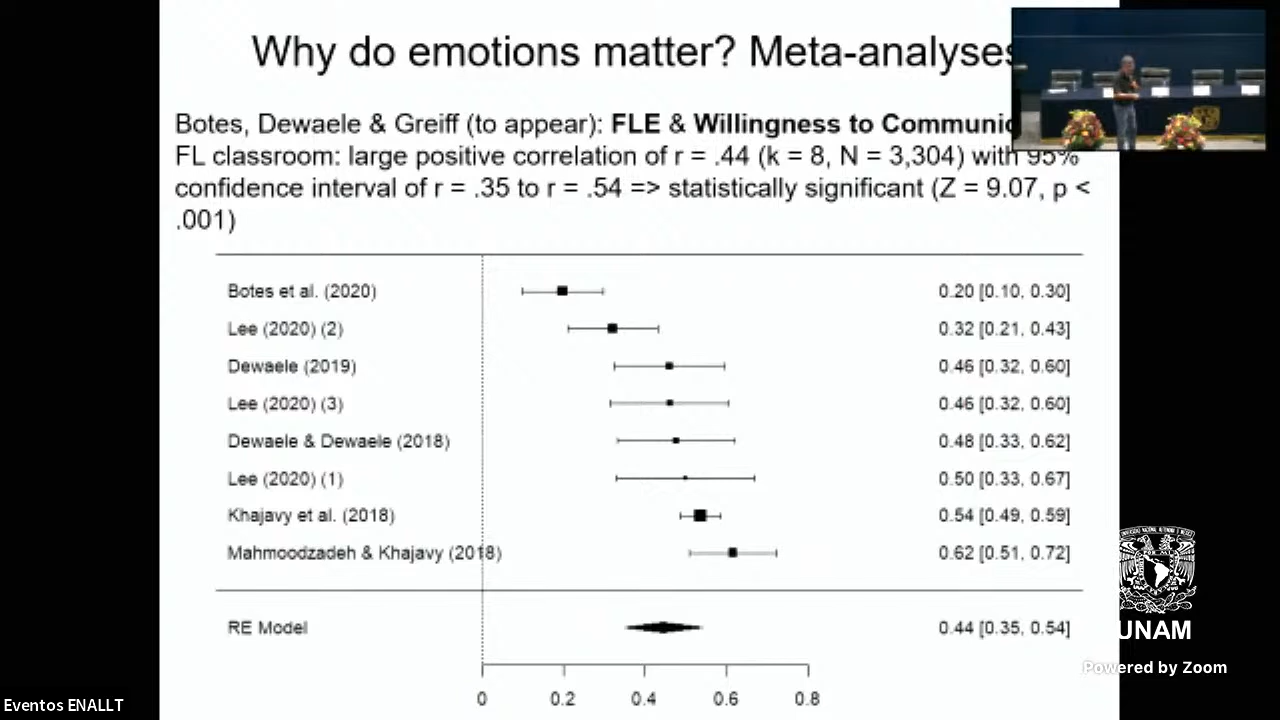 Why do emotions matter? Meta-analyses
Botes, Dewaele & Greiff (to appear): FLE & Willingness to Communic
FL classroom: large positive correlation of r = .44 (k = 8, N = 3,304) with 95%
confidence interval of r = .35 to r = .54 => statistically significant (Z = 9.07, p <
.001)
Botes et al. (2020) 0.20 [0.10, 0.30]
Lee (2020) (2) 0.32 [0.21, 0.43]
Dewaele (2019) 0.46 [0.32, 0.60]
Lee (2020) (3) 0.46 [0.32, 0.60]
Dewaele & Dewaele (2018) 0.48 [0.33, 0.62]
Lee (2020) (1) 0.50 [0.33, 0.67]
Khajavy et al. (2018) 0.54 [0.49, 0.59]
Mahmoodzadeh & Khajavy (2018) 0.62 [0.51, 0.72]
RE Model 0.44 [0.35, 0.54]
0 0.2 0.4 0.6 0.8
UNAM
Powered by Zoom
Eventos ENALLT